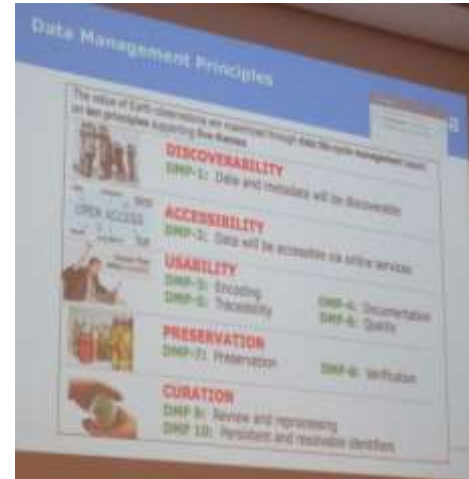 Data Management Principles
The value of Earth observations are maximized through data life-cycle management based
on ten principles supporting five themes
DISCOVERABILITY
DMP-1: Data and metadata will be discoverable
OPEN ACCESS
ACCESSIBILITY
DMP-2: Data will be accessible via online services
USABILITY
DMP-3: Encoding DMP-4: Documentation
DMP-5: Traceability DMP-6: Quality
PRESERVATION
DMP-7: Preservation DMP-8: Verification
CURATION
DMP 9: Review and reprocessing
DMP 10: Persistent and resolvable identifiers